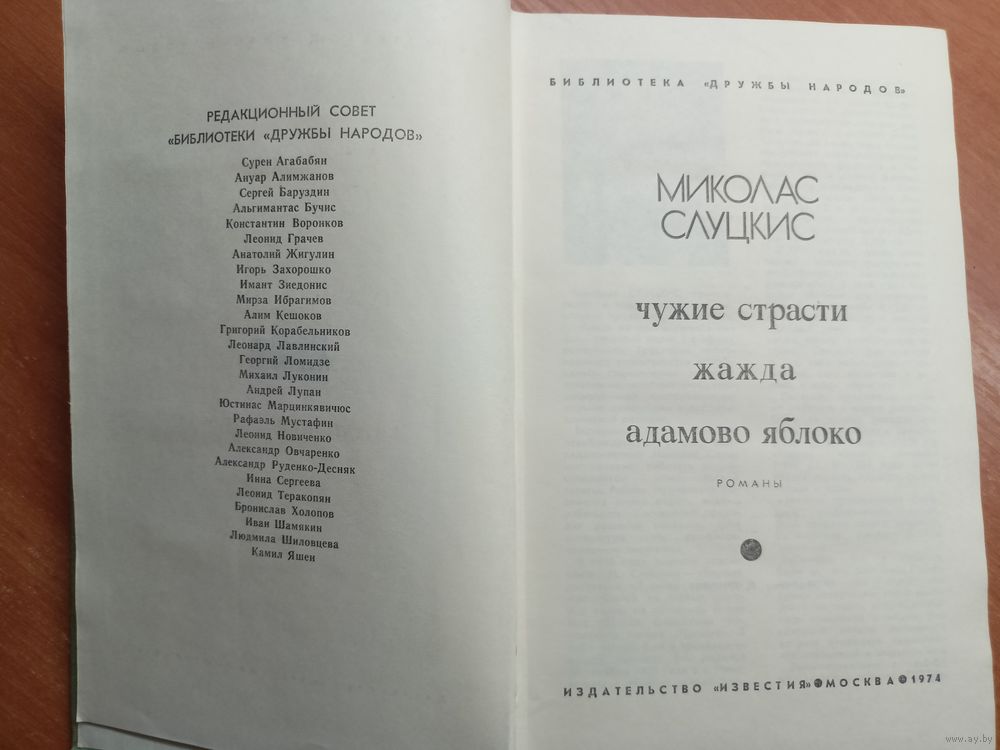 РЕДАКЦИОННЫЙ СОВЕТ
«БИБЛИОТЕКИ «ДРУЖБЫ НАРОДОВ»
Сурен Агабабян
Ануар Алимжанов
Сергей Баруздин
Альгимантас Бучис
Константин Воронков
Леонид Грачев
Анатолий Жигулин
Игорь Захорошко
Имант Зиедонис
Мирза Ибрагимов
Алим Кешоков
Григорий Корабельников
Леонард Лавлинский
Георгий Ломидзе
Михаил Луконин
Андрей Лупан
Юстинас Марцинкявичюс
Рафаэль Мустафин
Леонид Новиченко
Александр Овчаренко
Александр Руденко-Десняк
Инна Сергеева
Леонид Теракопян
Бронислав Холопов
Иван Шамякин
Людмила Шиловцева
Камил Яшен
БИБЛИОТЕКА «ДРУЖБЫ НАРОДОВ»
МИКОЛАС
СЛУЦКИС
чужие страсти
жажда
адамово яблоко
РОМАНЫ
ИЗДАТЕЛЬСТВО «ИЗВЕСТИЯ» МОСКВА 1974
www.ay.by